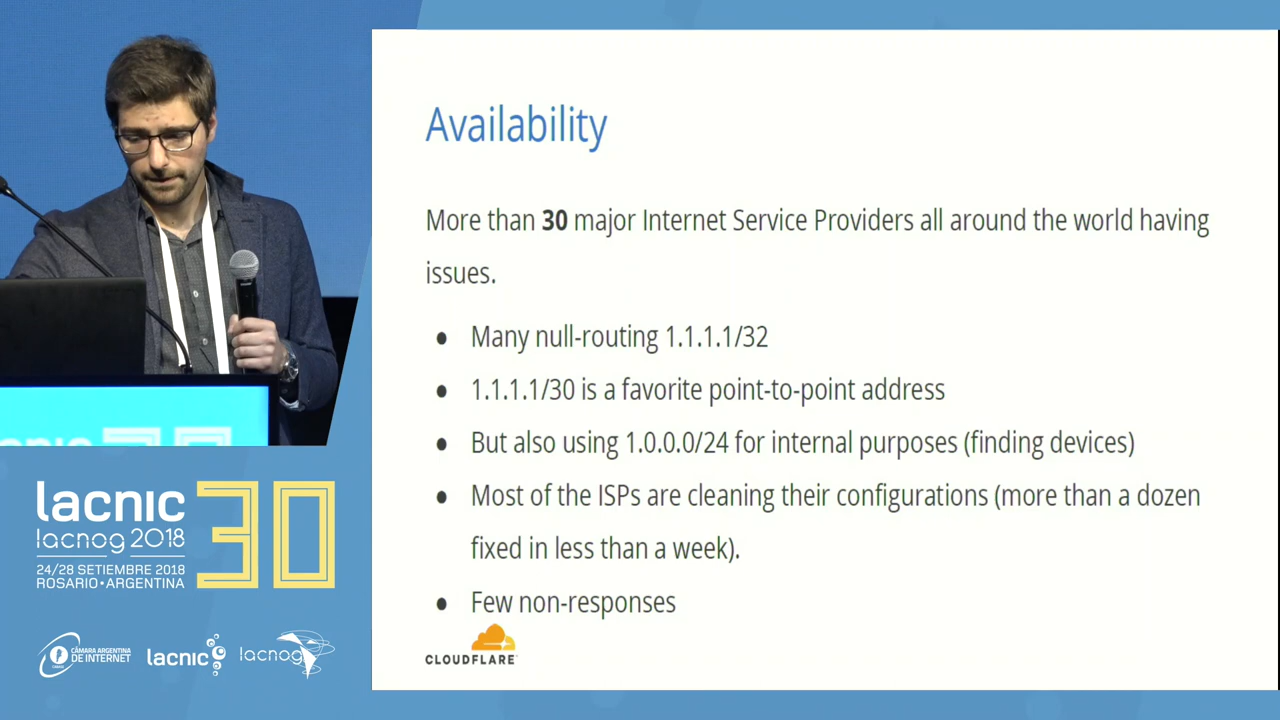 Availability
More than 30 major Internet Service Providers all around the world having
issues.
● Many null-routing 1.1.1.1/32
● 1.1.1.1/30 is a favorite point-to-point address
● But also using 1.0.0.0/24 for internal purposes (finding devices)
● Most of the ISPs are cleaning their configurations (more than a dozen
fixed in less than a week).
● Few non-responses
CLOUDFLARE
lacnic 30
lacnog 2018
24/28 SETIEMBRE 2018
ROSARIO•ARGENTINA
CÁMARA ARGENTINA
DE INTERNET
lacnic
lacnog